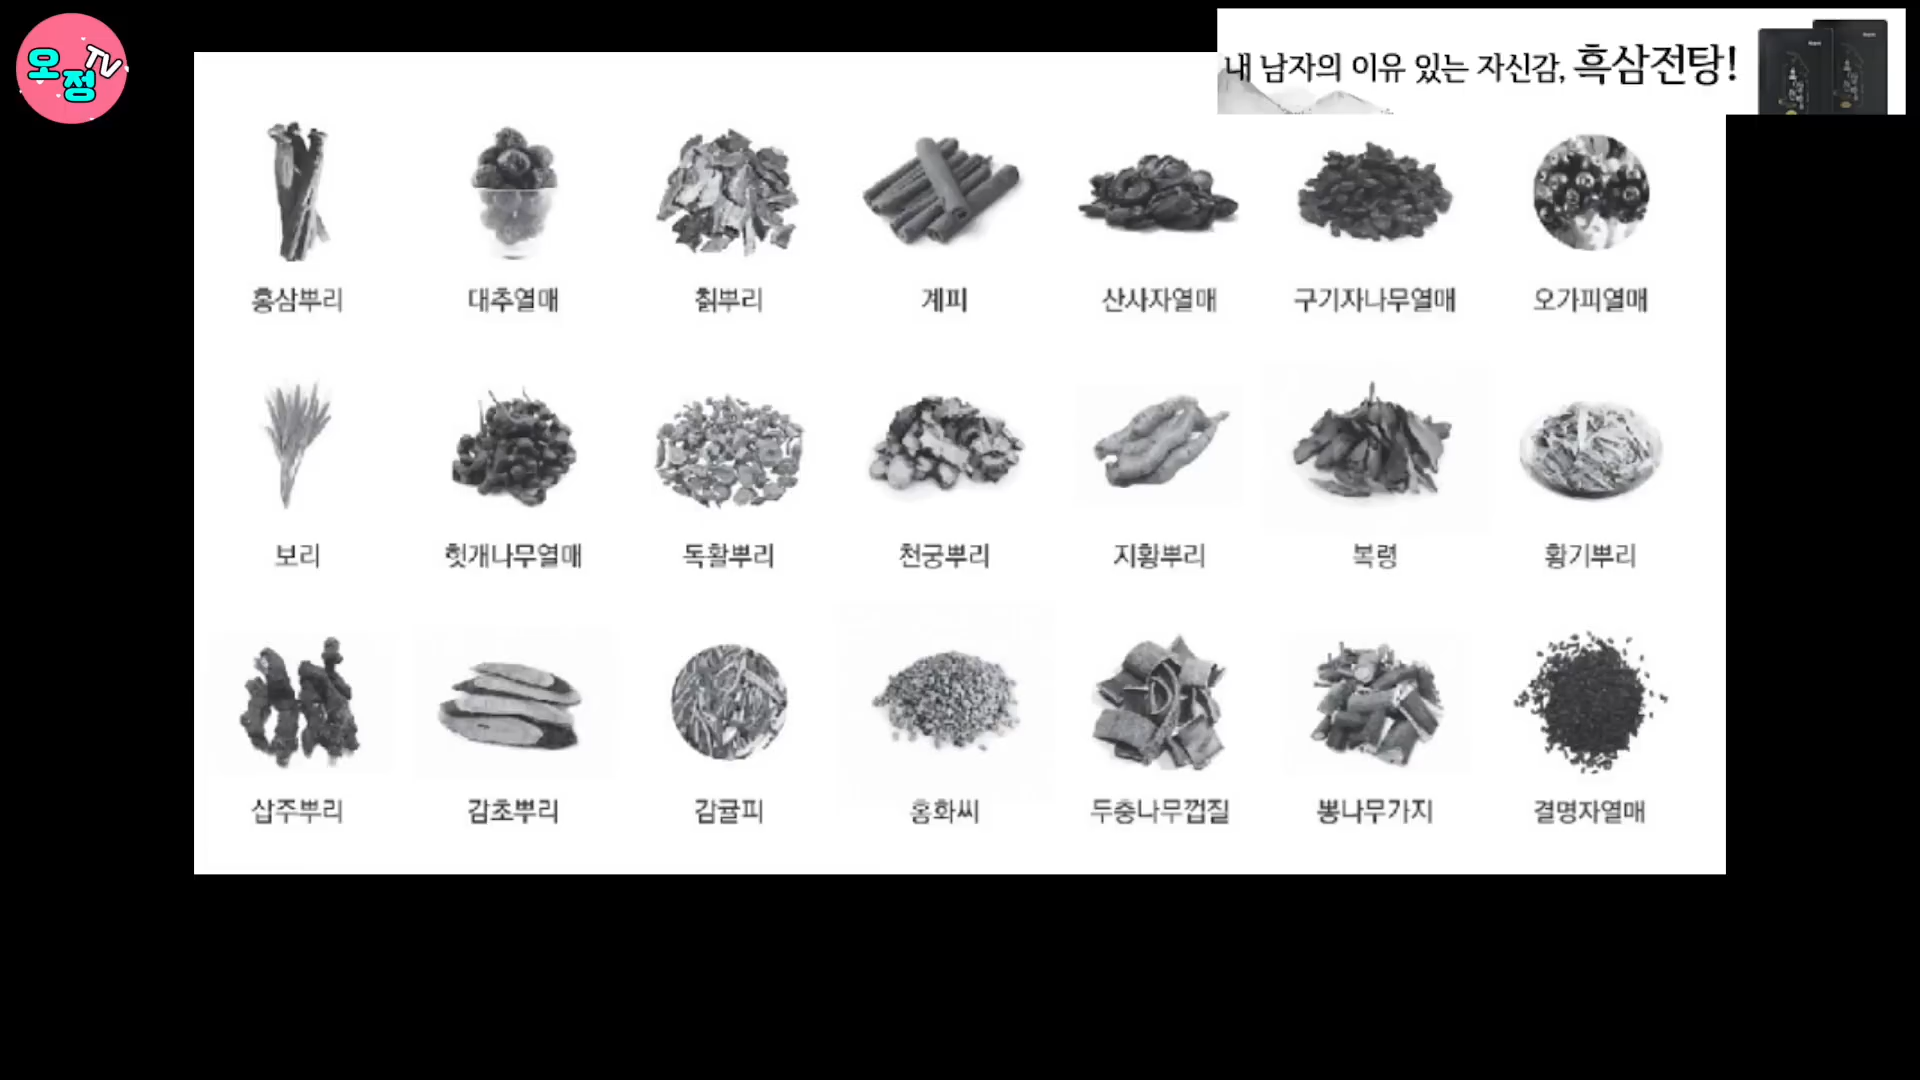 오정TV
내 남자의 이유 있는 자신감, 흑삼전탕!
홍삼뿌리
대추열매
칡뿌리
계피
산사자열매
구기자나무열매
오가피열매
보리
헛개나무열매
독활뿌리
천궁뿌리
지황뿌리
복령
황기뿌리
삽주뿌리
감초뿌리
감귤피
홍화씨
두충나무껍질
뽕나무가지
결명자열매